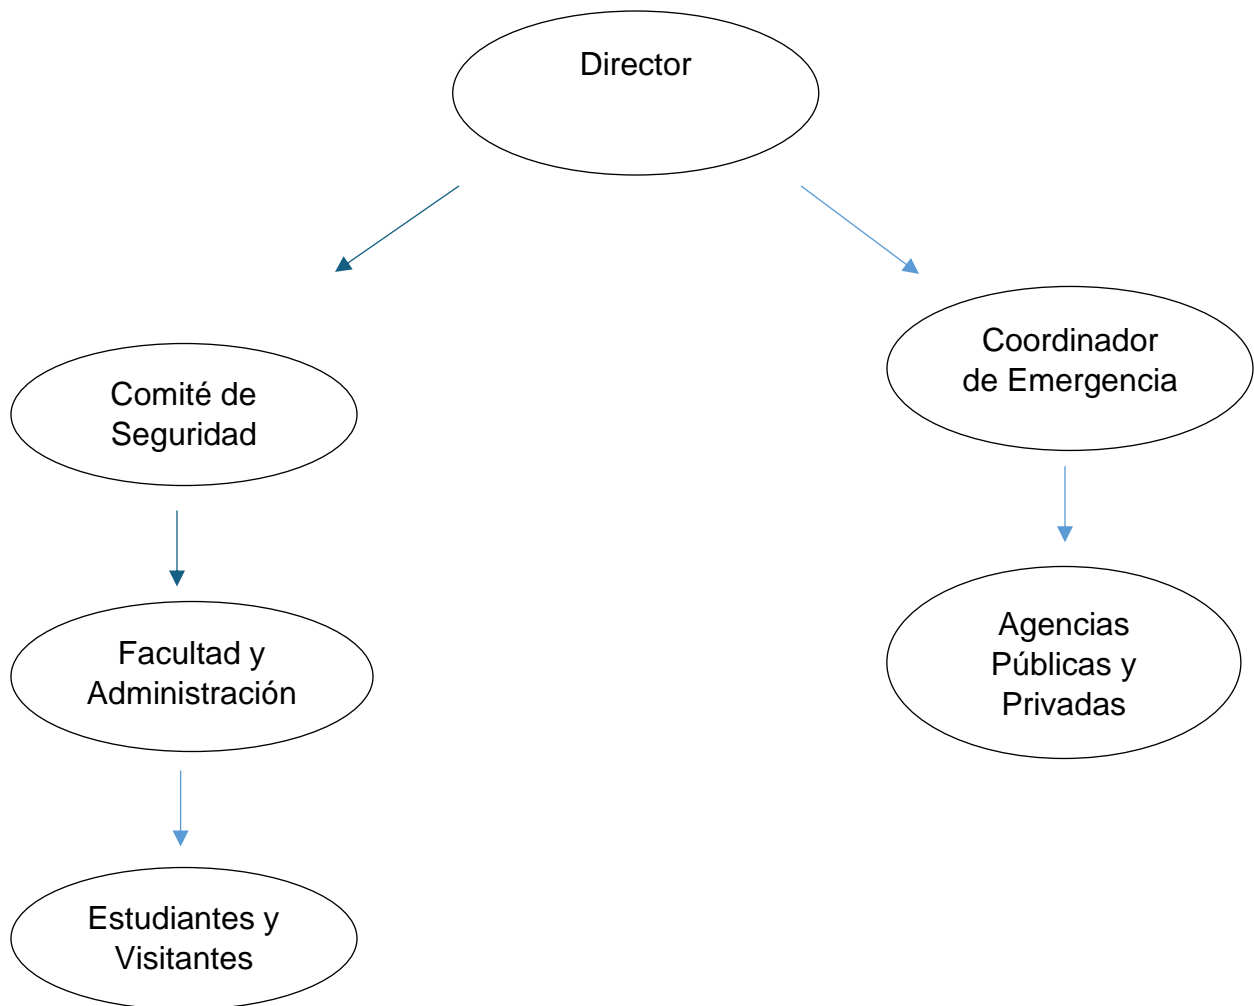 Director
Coordinador
de Emergencia
Comité de
Seguridad
Agencias
Públicas y
Privadas
Facultad y
Administración
Estudiantes y
Visitantes